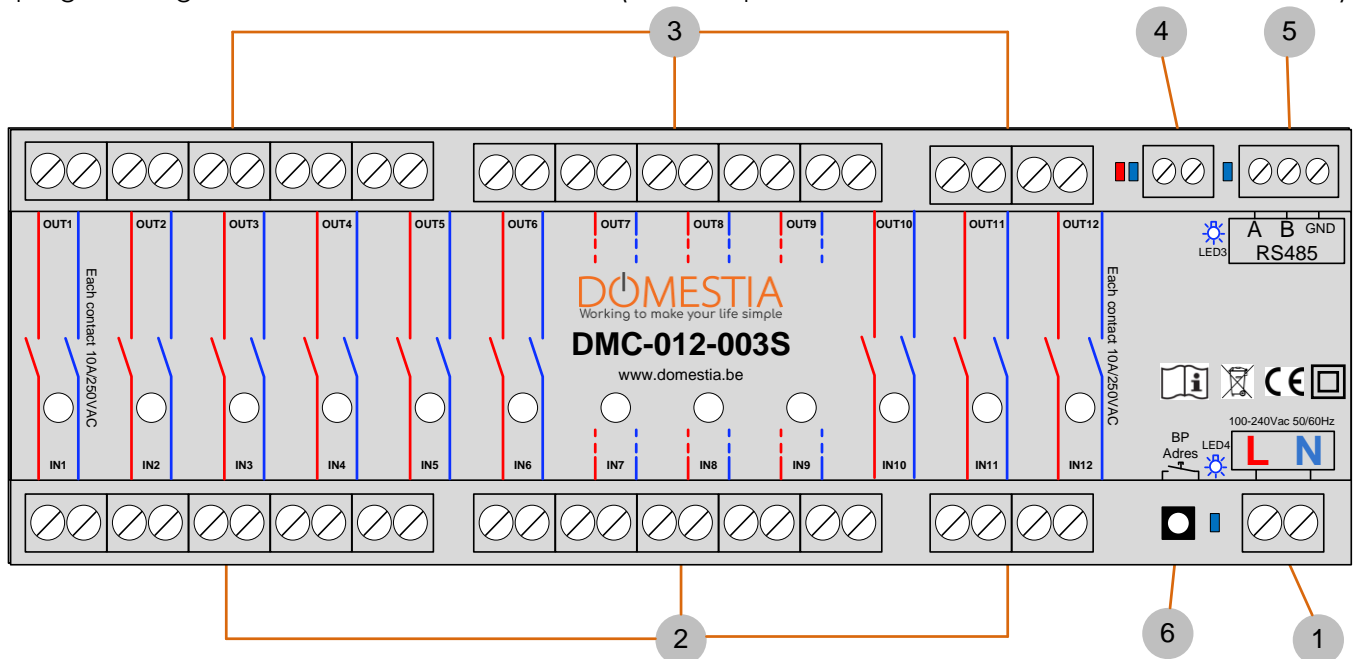 3
4
5
OUT1
OUT2
OUT3
OUT4
OUT5
OUT6
OUT7
OUT8
OUT9
OUT10
OUT11
OUT12
LED3
A B GND
RS485
Each contact 10A/250VAC
DOMESTIA
Working to make your life simple
DMC-012-003S
www.domestia.be
Each contact 10A/250VAC
i
CE
100-240Vac 50/60Hz
BP
Adres
LED4
L N
IN1
IN2
IN3
IN4
IN5
IN6
IN7
IN8
IN9
IN10
IN11
IN12
2
6
1